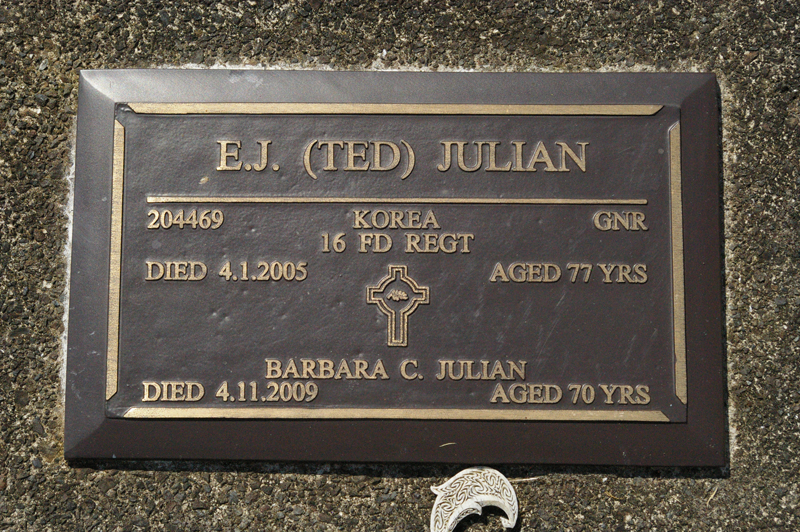 E.J. (TED) JULIAN
204469 KOREA GNR
16 FD REGT
DIED 4.1.2005 AGED 77 YRS
BARBARA C. JULIAN
DIED 4.11.2009 AGED 70 YRS